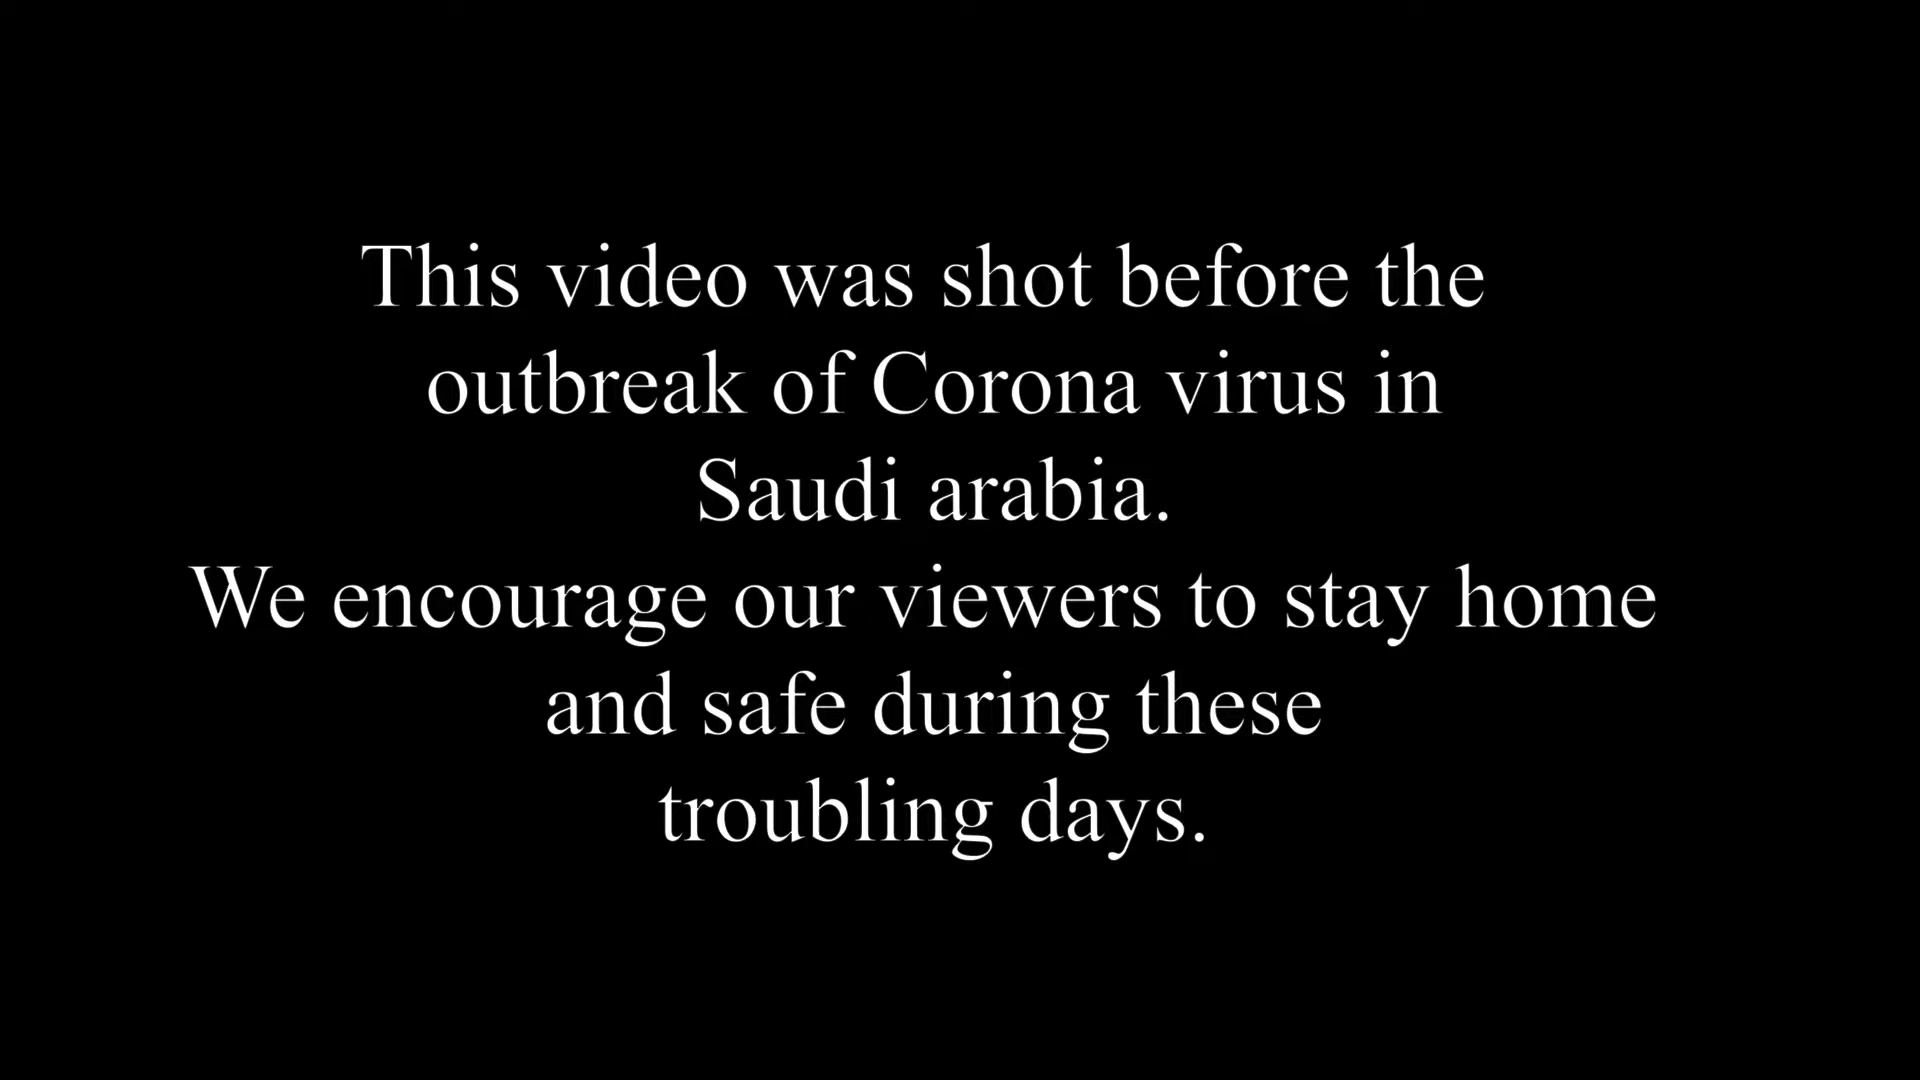 This video was shot before the
outbreak of Corona virus in
Saudi arabia.
We encourage our viewers to stay home
and safe during these
troubling days.